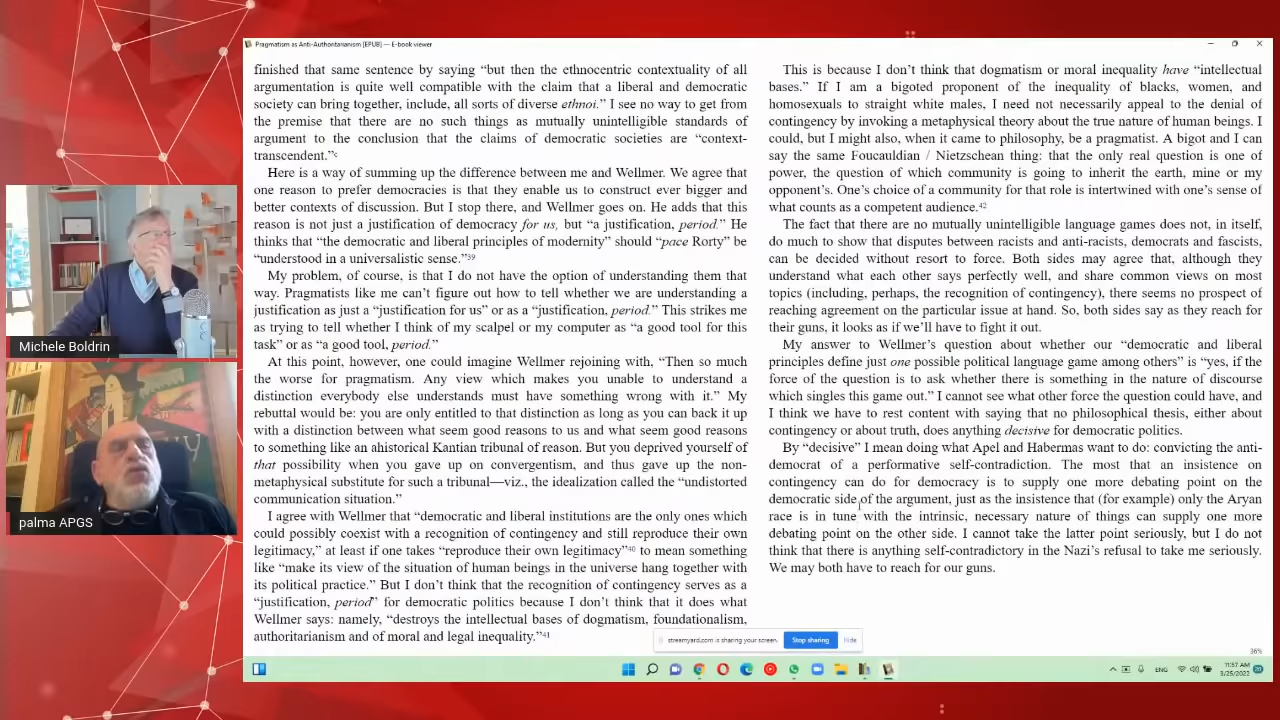 Pragmatism as Anti-Authoritarianism [EPUB] — E-book viewer
finished that same sentence by saying “but then the ethnocentric contextuality of all
argumentation is quite well compatible with the claim that a liberal and democratic
society can bring together, include, all sorts of diverse ethnoi.” I see no way to get from
the premise that there are no such things as mutually unintelligible standards of
argument to the conclusion that the claims of democratic societies are “context-
transcendent.”c
Here is a way of summing up the difference between me and Wellmer. We agree that
one reason to prefer democracies is that they enable us to construct ever bigger and
better contexts of discussion. But I stop there, and Wellmer goes on. He adds that this
reason is not just a justification of democracy for us, but “a justification, period.” He
thinks that “the democratic and liberal principles of modernity” should “pace Rorty” be
“understood in a universalistic sense.”39
My problem, of course, is that I do not have the option of understanding them that
way. Pragmatists like me can’t figure out how to tell whether we are understanding a
justification as just a “justification for us” or as a “justification, period.” This strikes me
as trying to tell whether I think of my scalpel or my computer as “a good tool for this
task” or as “a good tool, period.”
At this point, however, one could imagine Wellmer rejoining with, “Then so much
the worse for pragmatism. Any view which makes you unable to understand a
distinction everybody else understands must have something wrong with it.” My
rebuttal would be: you are only entitled to that distinction as long as you can back it up
with a distinction between what seem good reasons to us and what seem good reasons
to something like an ahistorical Kantian tribunal of reason. But you deprived yourself of
that possibility when you gave up on convergentism, and thus gave up the non-
metaphysical substitute for such a tribunal—viz., the idealization called the “undistorted
communication situation.”
I agree with Wellmer that “democratic and liberal institutions are the only ones which
could possibly coexist with a recognition of contingency and still reproduce their own
legitimacy,” at least if one takes “reproduce their own legitimacy”40 to mean something
like “make its view of the situation of human beings in the universe hang together with
its political practice.” But I don’t think that the recognition of contingency serves as a
“justification, period” for democratic politics because I don’t think that it does what
Wellmer says: namely, “destroys the intellectual bases of dogmatism, foundationalism,
authoritarianism and of moral and legal inequality.”41
This is because I don’t think that dogmatism or moral inequality have “intellectual
bases.” If I am a bigoted proponent of the inequality of blacks, women, and
homosexuals to straight white males, I need not necessarily appeal to the denial of
contingency by invoking a metaphysical theory about the true nature of human beings. I
could, but I might also, when it came to philosophy, be a pragmatist. A bigot and I can
say the same Foucauldian / Nietzschean thing: that the only real question is one of
power, the question of which community is going to inherit the earth, mine or my
opponent’s. One’s choice of a community for that role is intertwined with one’s sense of
what counts as a competent audience.42
The fact that there are no mutually unintelligible language games does not, in itself,
do much to show that disputes between racists and anti-racists, democrats and fascists,
can be decided without resort to force. Both sides may agree that, although they
understand what each other says perfectly well, and share common views on most
topics (including, perhaps, the recognition of contingency), there seems no prospect of
reaching agreement on the particular issue at hand. So, both sides say as they reach for
their guns, it looks as if we’ll have to fight it out.
My answer to Wellmer’s question about whether our “democratic and liberal
principles define just one possible political language game among others” is “yes, if the
force of the question is to ask whether there is something in the nature of discourse
which singles this game out.” I cannot see what other force the question could have, and
I think we have to rest content with saying that no philosophical thesis, either about
contingency or about truth, does anything decisive for democratic politics.
By “decisive” I mean doing what Apel and Habermas want to do: convicting the anti-
democrat of a performative self-contradiction. The most that an insistence on
contingency can do for democracy is to supply one more debating point on the
democratic side of the argument, just as the insistence that (for example) only the Aryan
race is in tune with the intrinsic, necessary nature of things can supply one more
debating point on the other side. I cannot take the latter point seriously, but I do not
think that there is anything self-contradictory in the Nazi’s refusal to take me seriously.
We may both have to reach for our guns.
Michele Boldrin
palma APGS
streamyard.com is sharing your screen.
Stop sharing
Hide
36%
ENG
11:57 AM
3/25/2022